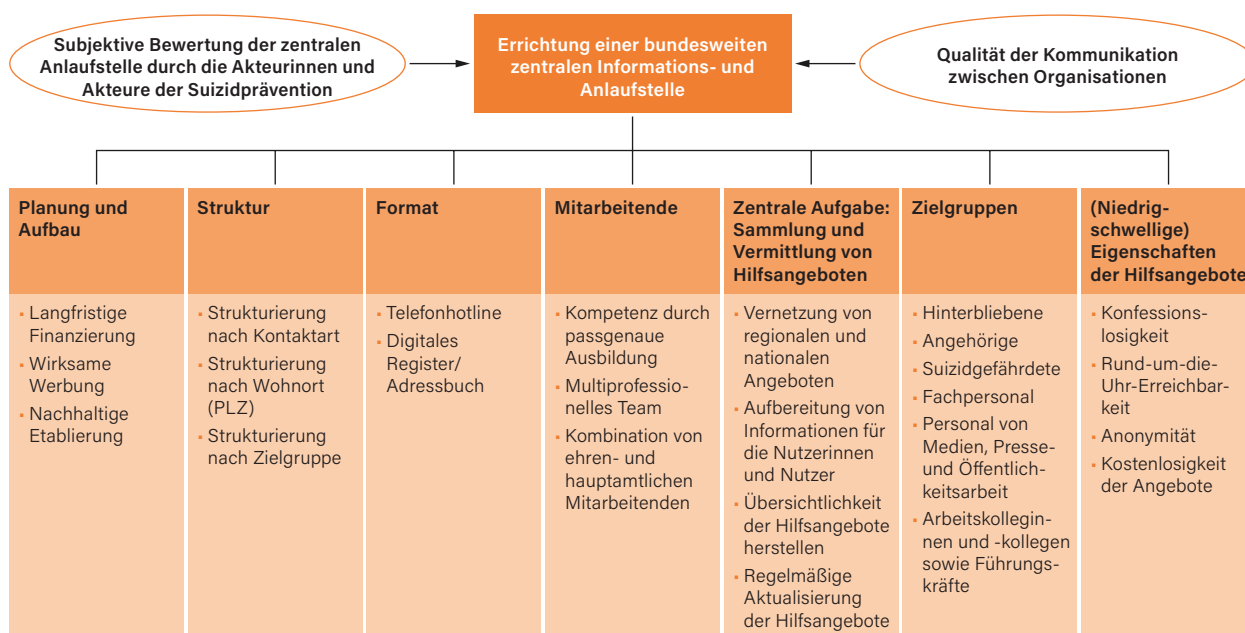 Subjektive Bewertung der zentralen
Anlaufstelle durch die Akteurinnen und
Akteure der Suizidprävention
Errichtung einer bundesweiten
zentralen Informations- und
Anlaufstelle
Qualität der Kommunikation
zwischen Organisationen
Planung und
Aufbau
▪ Langfristige
Finanzierung
▪ Wirksame
Werbung
▪ Nachhaltige
Etablierung
Struktur
▪ Strukturierung
nach Kontaktart
▪ Strukturierung
nach Wohnort
(PLZ)
▪ Strukturierung
nach Zielgruppe
Format
▪ Telefonhotline
▪ Digitales
Register/
Adressbuch
Mitarbeitende
▪ Kompetenz durch
passgenaue
Ausbildung
▪ Multiprofessio-
nelles Team
▪ Kombination von
ehren- und
hauptamtlichen
Mitarbeitenden
Zentrale Aufgabe:
Sammlung und
Vermittlung von
Hilfsangeboten
▪ Vernetzung von
regionalen und
nationalen
Angeboten
▪ Aufbereitung von
Informationen für
die Nutzerinnen
und Nutzer
▪ Übersichtlichkeit
der Hilfsangebote
herstellen
▪ Regelmäßige
Aktualisierung
der Hilfsangebote
Zielgruppen
▪ Hinterbliebene
▪ Angehörige
▪ Suizidgefährdete
▪ Fachpersonal
▪ Personal von
Medien, Presse-
und Öffentlich-
keitsarbeit
▪ Arbeitskollegin-
nen und -kollegen
sowie Führungs-
kräfte
(Niedrig-
schwellige)
Eigenschaften
der Hilfsangebote
▪ Konfessions-
losigkeit
▪ Rund-um-die-
Uhr-Erreichbar-
keit
▪ Anonymität
▪ Kostenlosigkeit
der Angebote